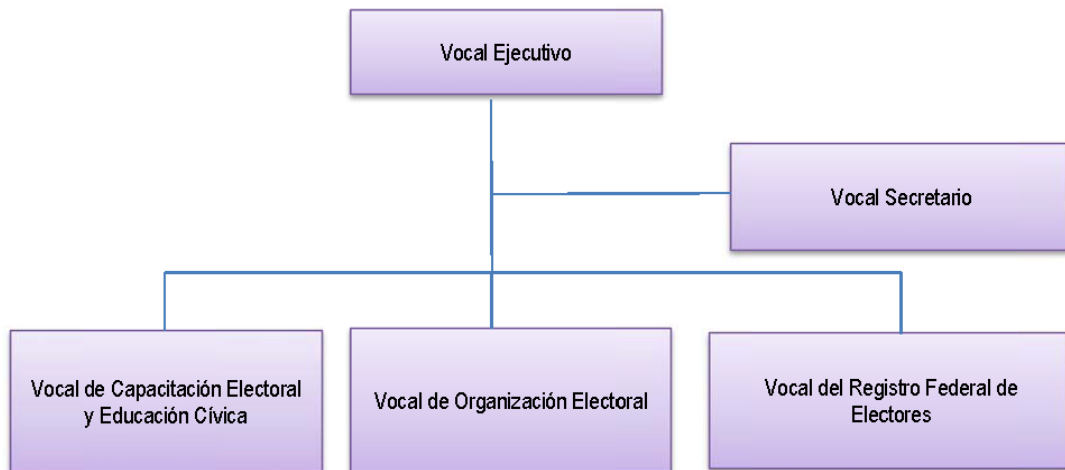 Vocal Ejecutivo
Vocal Secretario
Vocal de Capacitación Electoral
y Educación Cívica
Vocal de Organización Electoral
Vocal del Registro Federal de
Electores